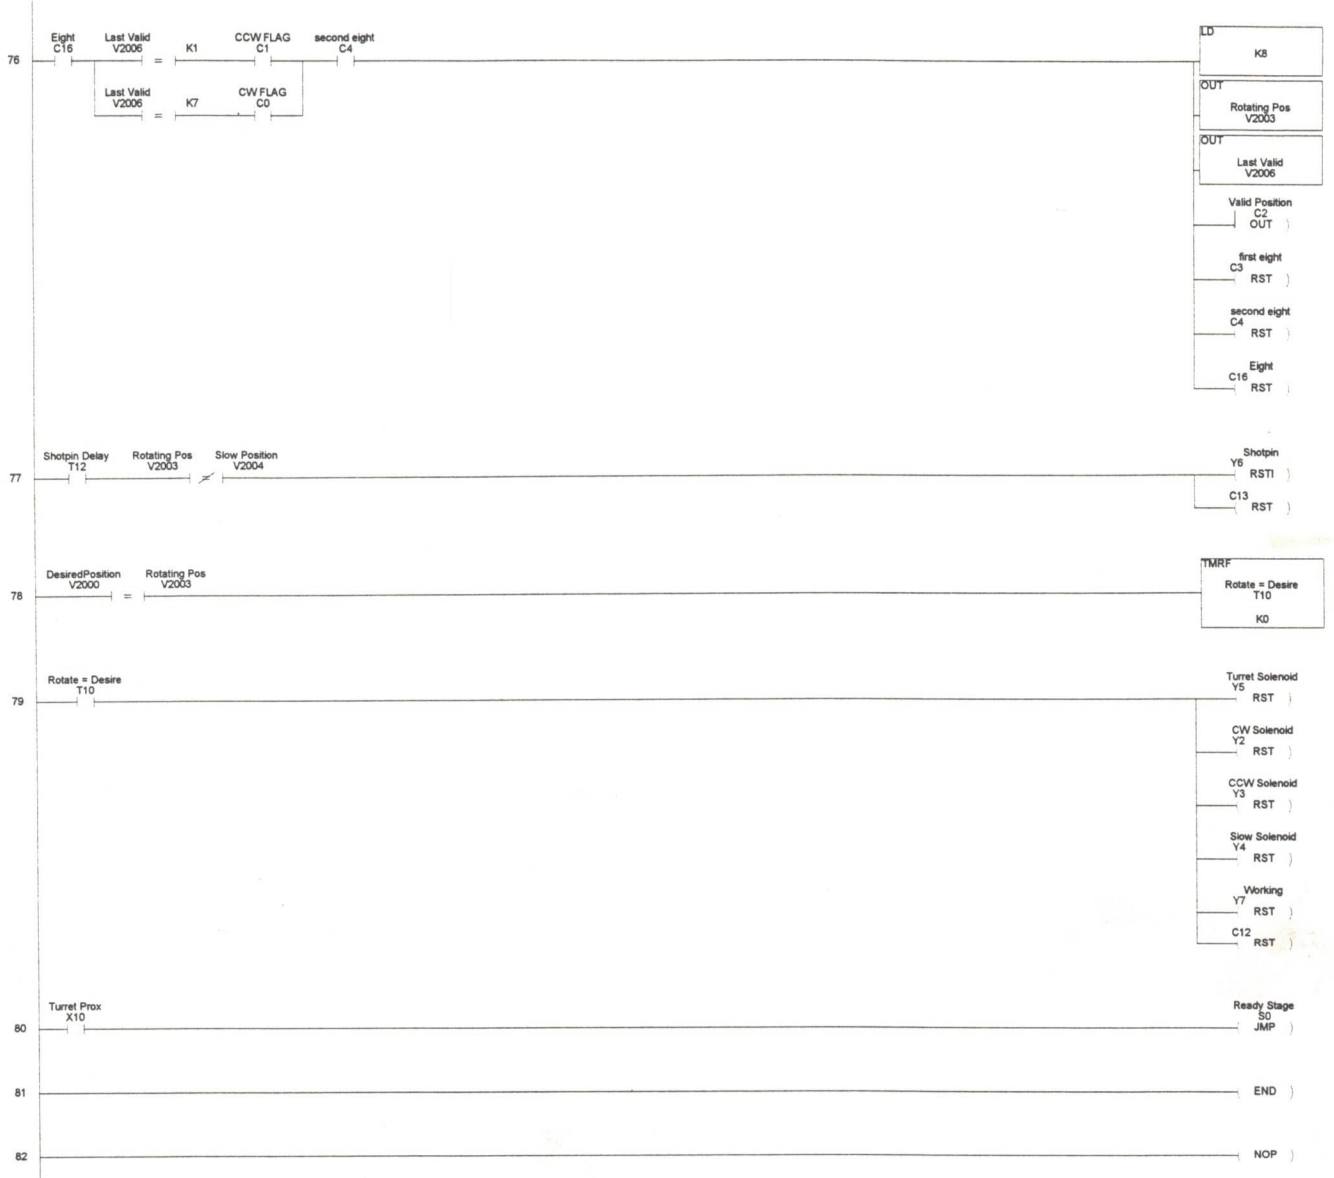 LD
Eight Last Valid CCW FLAG second eight
76 C16 V2006 = K1 C1 C4 K8
OUT
Last Valid CW FLAG
V2006 = K7 C0
Rotating Pos
V2003
OUT
Last Valid
V2006
Valid Position
C2
OUT
first eight
C3
RST
second eight
C4
RST
Eight
C16
RST
Shotpin Delay Rotating Pos Slow Position Shotpin
77 T12 V2003 ≠ V2004 Y6
RSTI
C13
RST
TMRF
DesiredPosition Rotating Pos Rotate = Desire
78 V2000 = V2003 T10
K0
Rotate = Desire Turret Solenoid
79 T10 Y5
RST
CW Solenoid
Y2
RST
CCW Solenoid
Y3
RST
Slow Solenoid
Y4
RST
Working
Y7
RST
C12
RST
Turret Prox Ready Stage
X10 S0
80 JMP
81 END
82 NOP